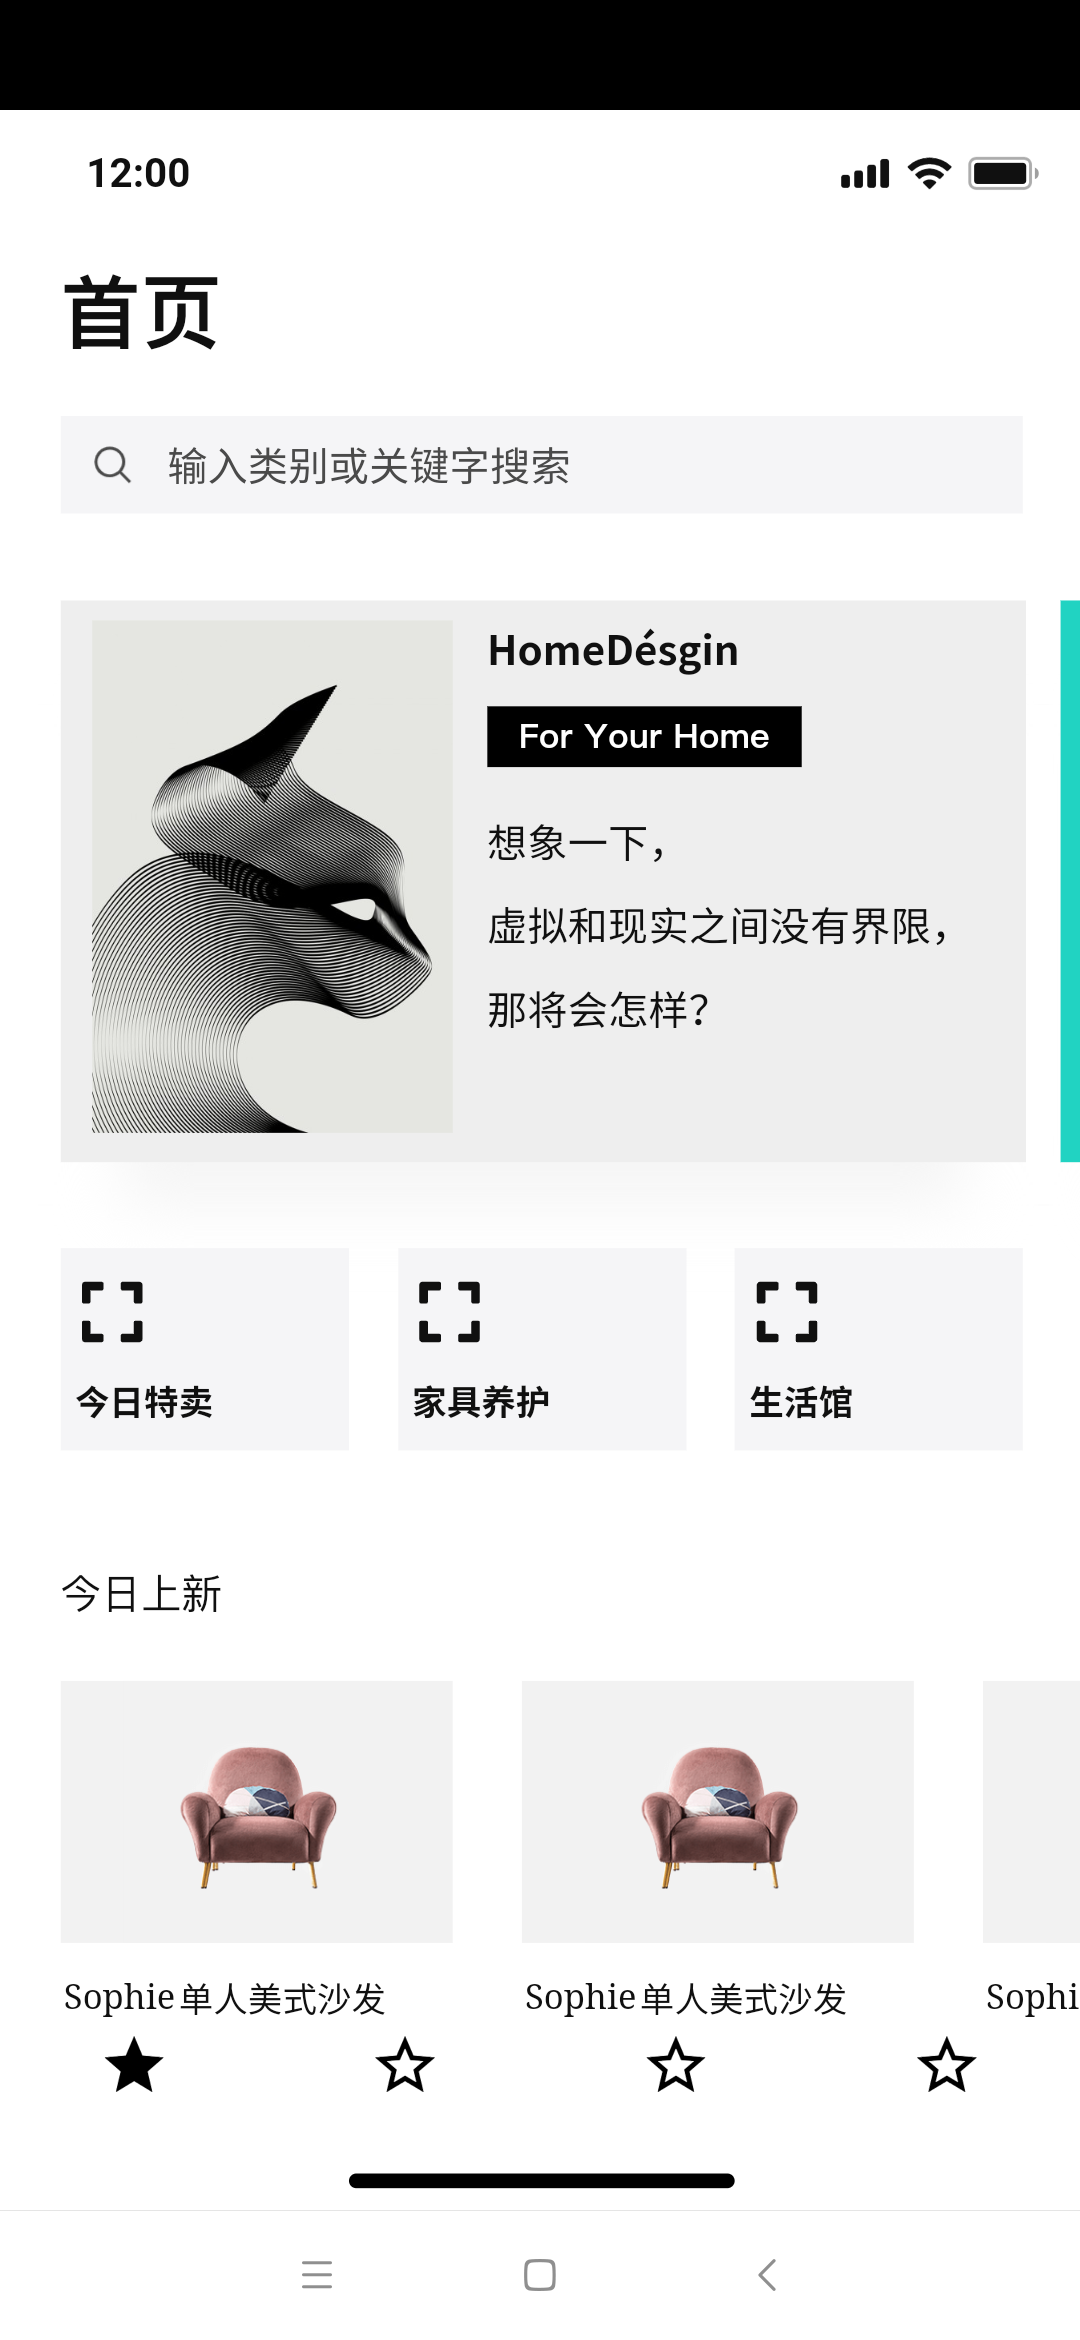 12:00
首页
输入类别或关键字搜索
HomeDésgin
For Your Home
想象一下，
虚拟和现实之间没有界限，
那将会怎样？
今日特卖
家具养护
生活馆
今日上新
Sophie单人美式沙发
Sophie单人美式沙发
Sophi